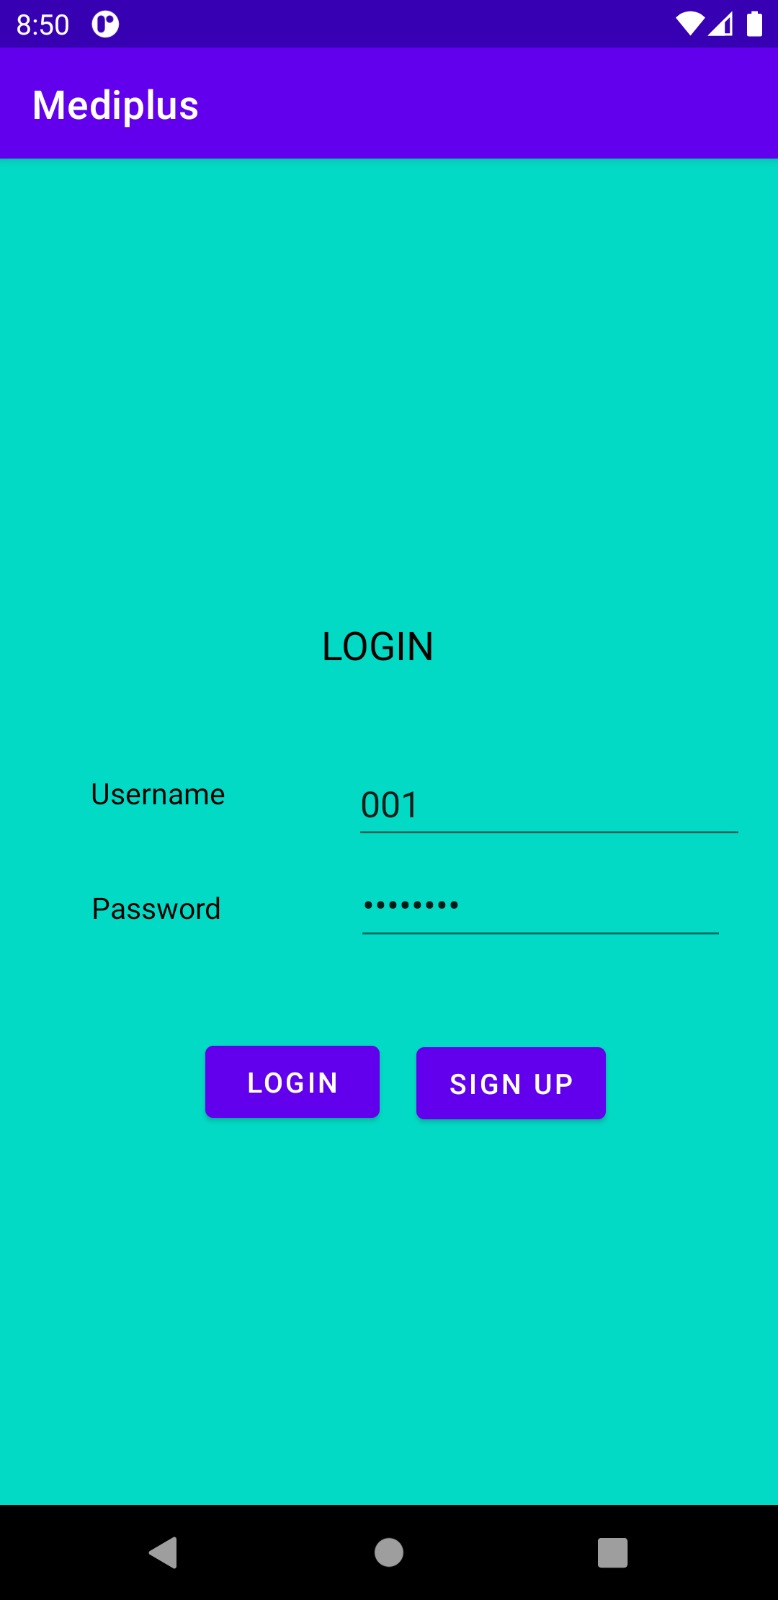 8:50
Mediplus
LOGIN
Username
001
Password
••••••••
LOGIN
SIGN UP